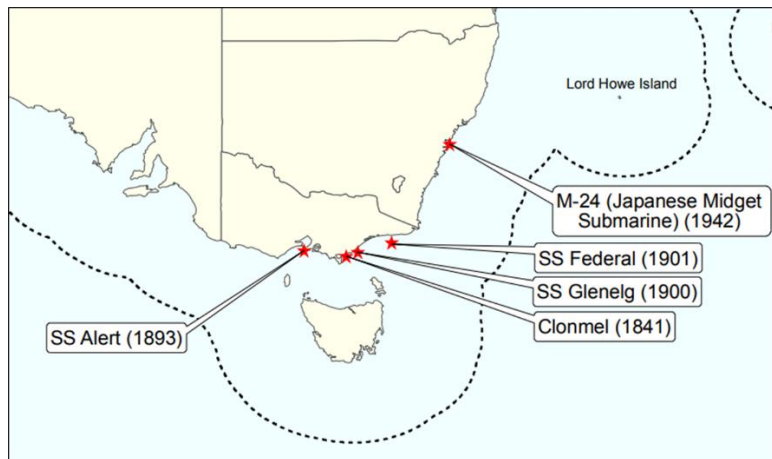 Lord Howe Island
M-24 (Japanese Midget
Submarine) (1942)
SS Federal (1901)
SS Glenelg (1900)
Clonmel (1841)
SS Alert (1893)